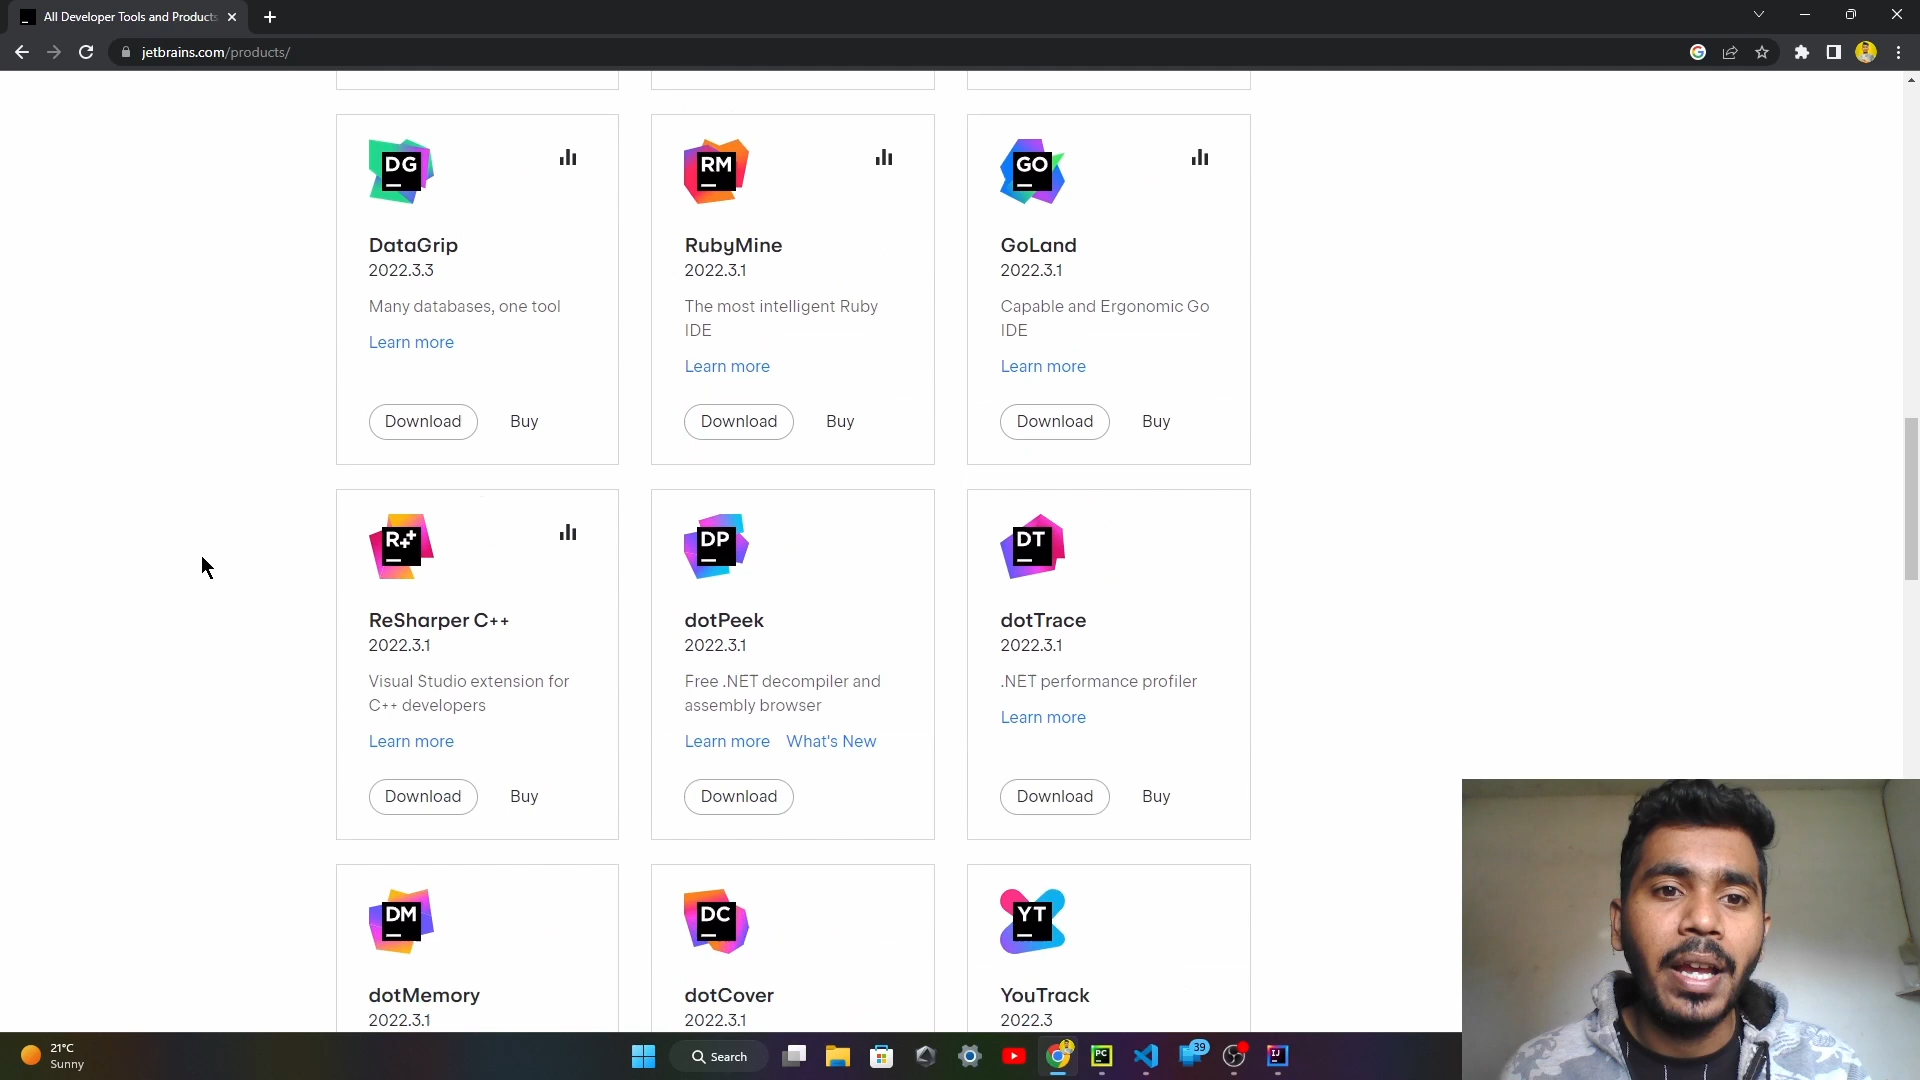 All Developer Tools and Products
jetbrains.com/products/
DG
RM
GO
DataGrip
2022.3.3
Many databases, one tool
Learn more
Download
Buy
RubyMine
2022.3.1
The most intelligent Ruby
IDE
Learn more
Download
Buy
GoLand
2022.3.1
Capable and Ergonomic Go
IDE
Learn more
Download
Buy
R++
DP
DT
ReSharper C++
2022.3.1
Visual Studio extension for
C++ developers
Learn more
Download
Buy
dotPeek
2022.3.1
Free .NET decompiler and
assembly browser
Learn more What's New
Download
dotTrace
2022.3.1
.NET performance profiler
Learn more
Download
Buy
DM
DC
YT
dotMemory
2022.3.1
dotCover
2022.3.1
YouTrack
2022.3
21°C
Sunny
Search
PC
39
IJ